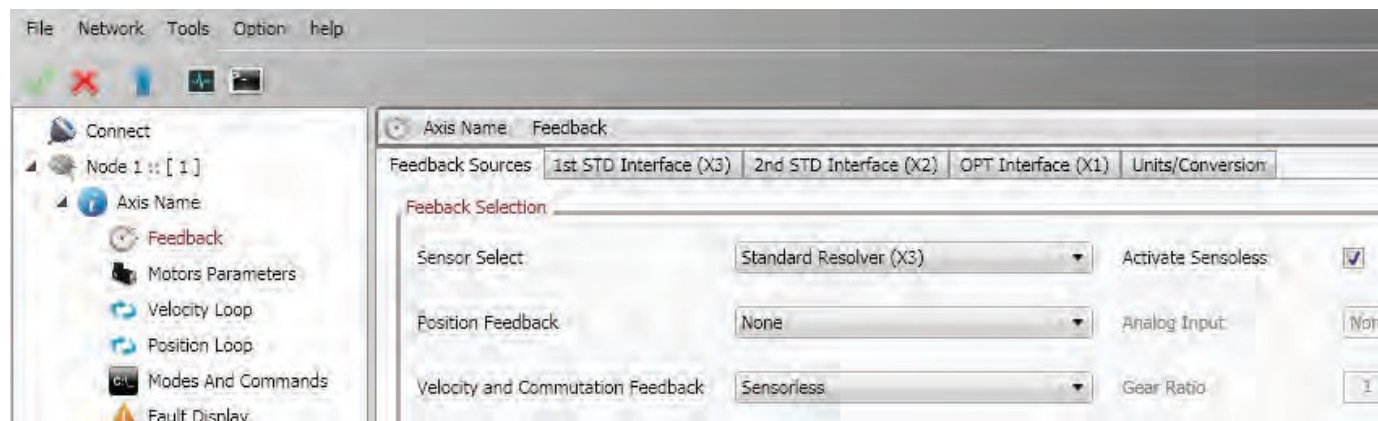 File Network Tools Option help
Connect
Node 1 :: [ 1 ]
Axis Name
Feedback
Motors Parameters
Velocity Loop
Position Loop
Modes And Commands
Fault Display
Axis Name Feedback
Feedback Sources 1st STD Interface (X3) 2nd STD Interface (X2) OPT Interface (X1) Units/Conversion
Feeback Selection
Sensor Select Standard Resolver (X3) Activate Sensoless
Position Feedback None Analog Input
Velocity and Commutation Feedback Sensorless Gear Ratio 1